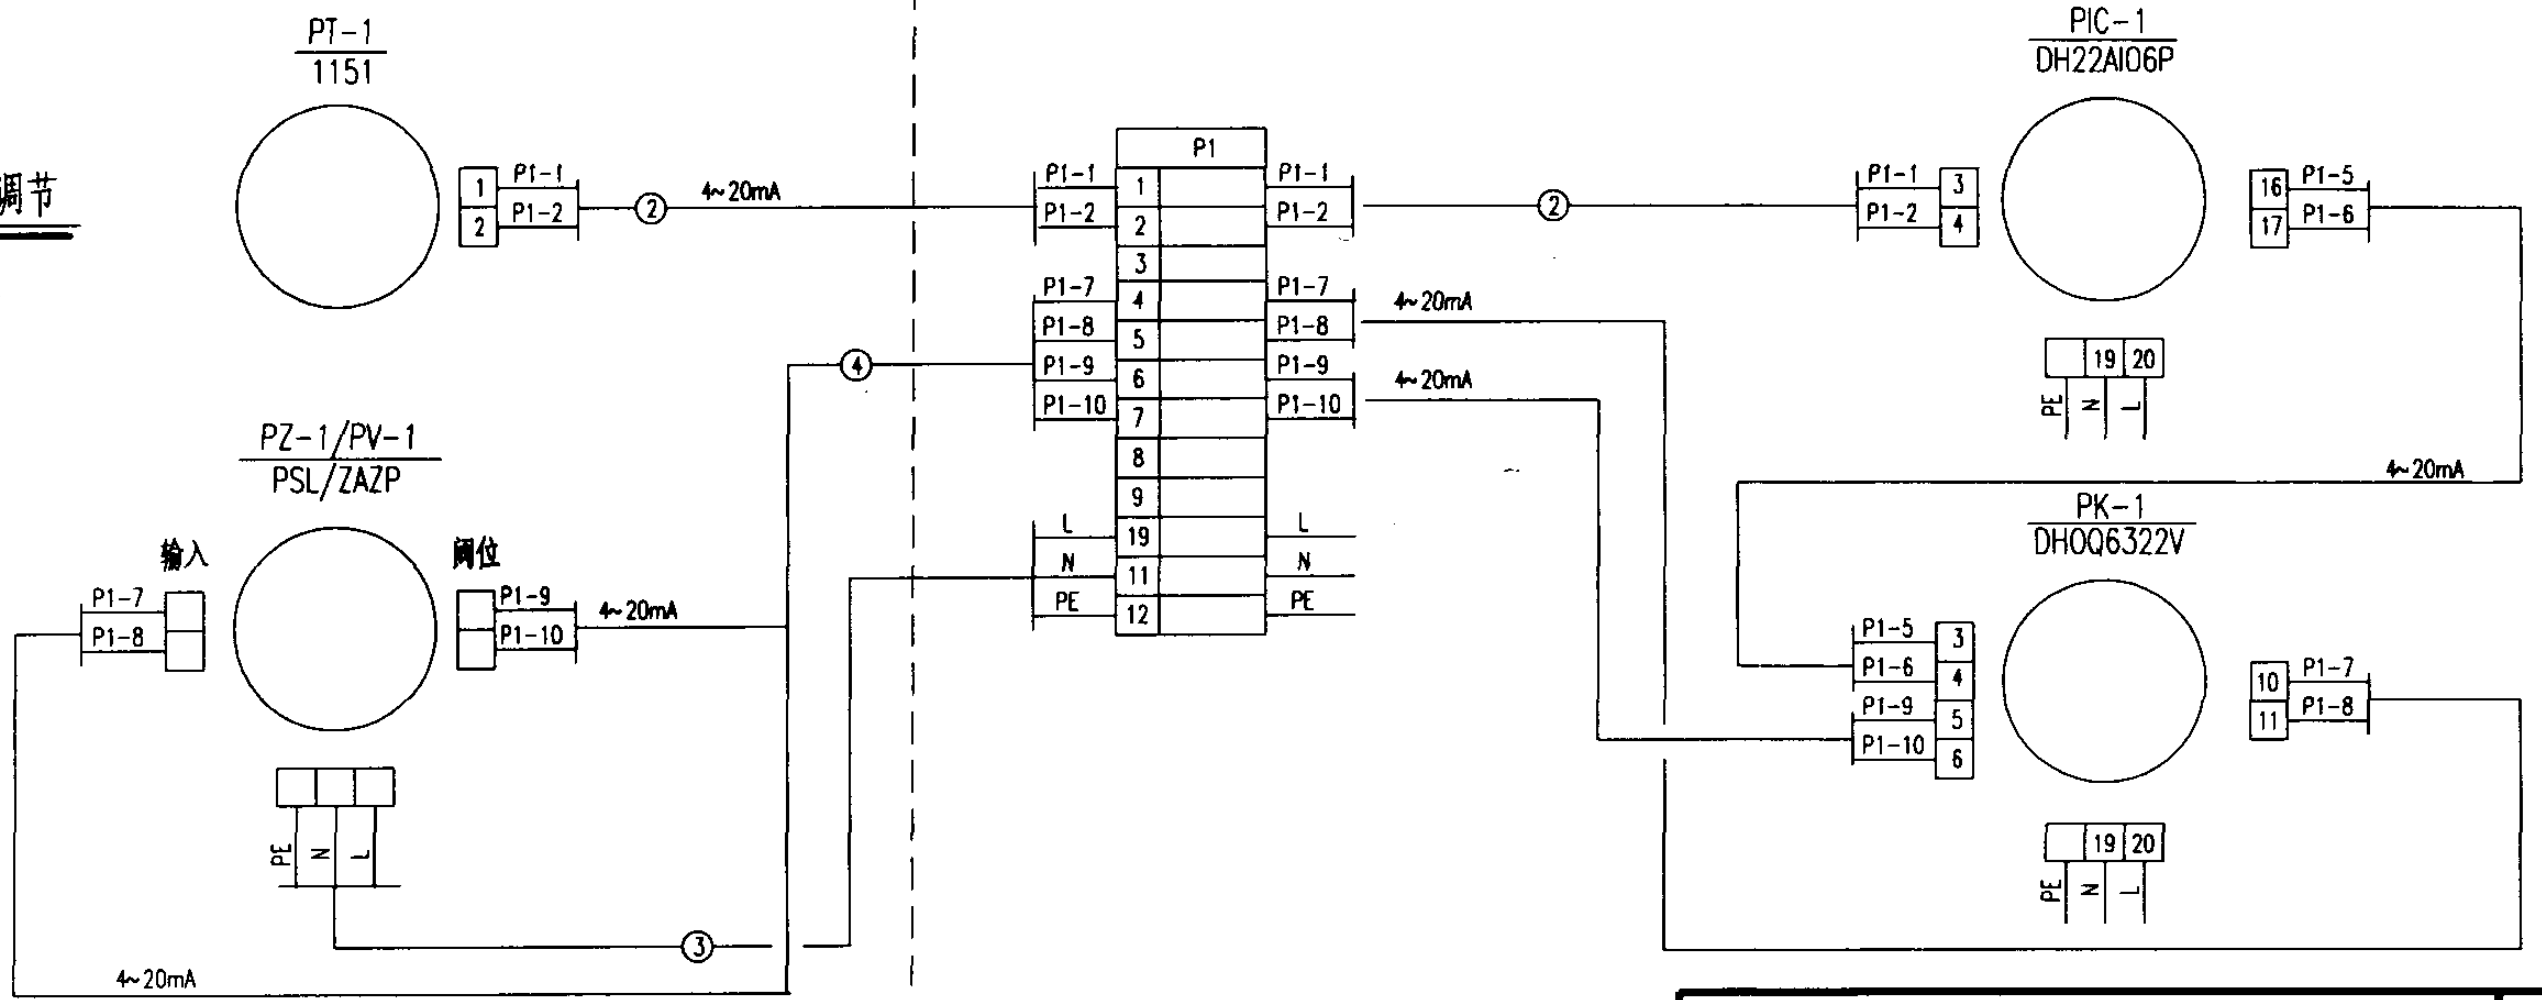 PT-1
1151
调节
1
2
P1-1
P1-2
②
4~20mA
P1-1
P1-2
P1-7
P1-8
P1-9
P1-10
④
P1
1
2
3
4
5
6
7
8
9
19
11
12
L
N
PE
P1-1
P1-2
P1-7
P1-8
P1-9
P1-10
L
N
PE
②
4~20mA
4~20mA
PIC-1
DH22AI06P
P1-1
P1-2
3
4
16
17
P1-5
P1-6
19 20
PE N L
4~20mA
PZ-1/PV-1
PSL/ZAZP
输入
阀位
P1-7
P1-8
P1-9
P1-10
4~20mA
PE N L
③
4~20mA
PK-1
DH0Q6322V
P1-5
P1-6
P1-9
P1-10
3
4
5
6
10
11
P1-7
P1-8
19 20
PE N L